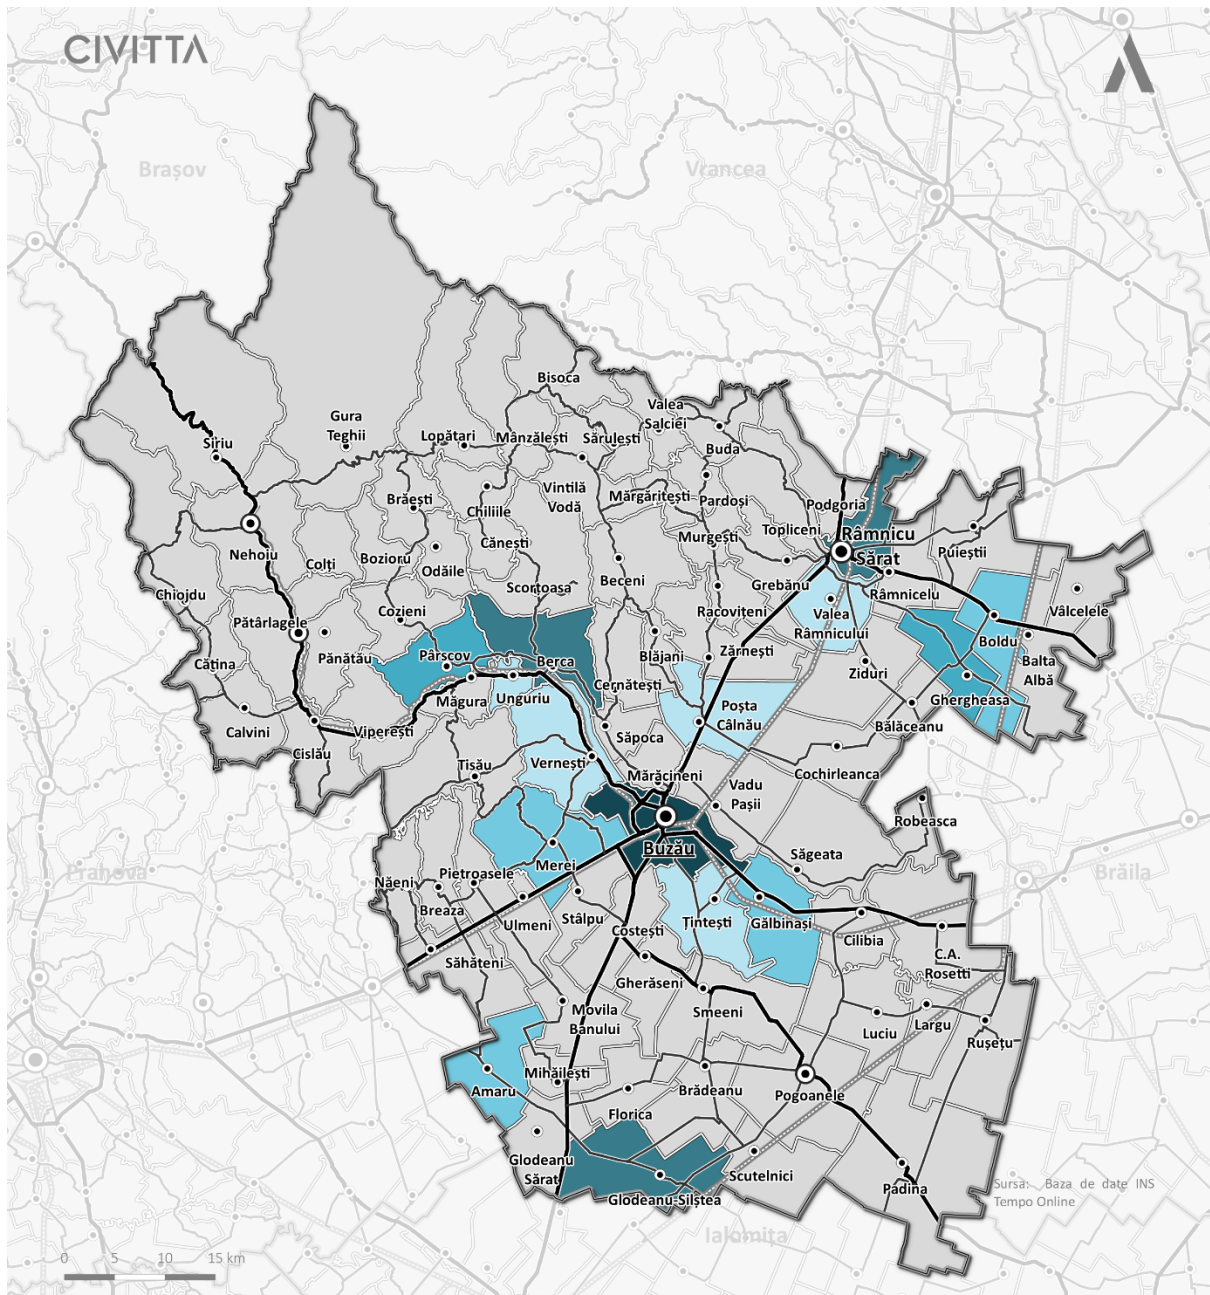 CIVITTA
Brașov
Vrancea
Bisoca
Valea
Salciei
Gura
Teghii
Siriu
Lopătari
Mânzălești
Sărulești
Buda
Brăești
Vintilă
Vodă
Mărgăritești
Pardoși
Podgoria
Chiliile
Topliceni
Râmnicu
Sărat
Nehoiu
Colți
Bozioru
Cănești
Murgești
Puieștii
Odăile
Chiojdu
Scorțoasa
Beceni
Grebănu
Râmnicelu
Vâlcelele
Pătârlagele
Cozieni
Racovițeni
Valea
Râmnicului
Boldu
Cătina
Pănătău
Pârscov
Berca
Blăjani
Zărnești
Ziduri
Balta
Albă
Măgura
Unguriu
Cernătești
Ghergheasa
Calvini
Viperești
Poșta
Câlnău
Bălăceanu
Cislău
Săpoca
Tisău
Vernești
Mărăcineni
Vadu
Pașii
Cochirleanca
Robeasca
Buzău
Săgeata
Prahova
Brăila
Năeni
Pietroasele
Merei
Breaza
Ulmeni
Stâlpu
Costești
Țintești
Gălbinași
Cilibia
C.A.
Rosetti
Săhăteni
Gherăseni
Movila
Banului
Smeeni
Luciu
Largu
Rușețu
Mihăilești
Amaru
Brădeanu
Pogoanele
Florica
Glodeanu
Sărat
Scutelnici
Padina
Glodeanu-Siliștea
Sursa: Baza de date INS
Tempo Online
Ialomița
0 5 10 15 km